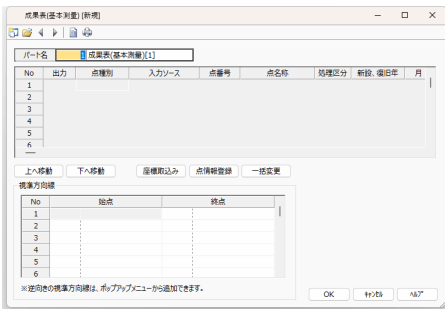 成果表(基本測量) [新規]
パート名 1 成果表(基本測量)[1]
No 出力 点種別 入力ソース 点番号 点名称 処理区分 新設、復旧年 月
1
2
3
4
5
6
上へ移動 下へ移動 座標取込み 点情報登録 一括変更
視準方向線
No 始点 終点
1
2
3
4
5
6
※逆向きの視準方向線は、ポップアップメニューから追加できます。
OK ｷｬﾝｾﾙ ﾍﾙﾌﾟ